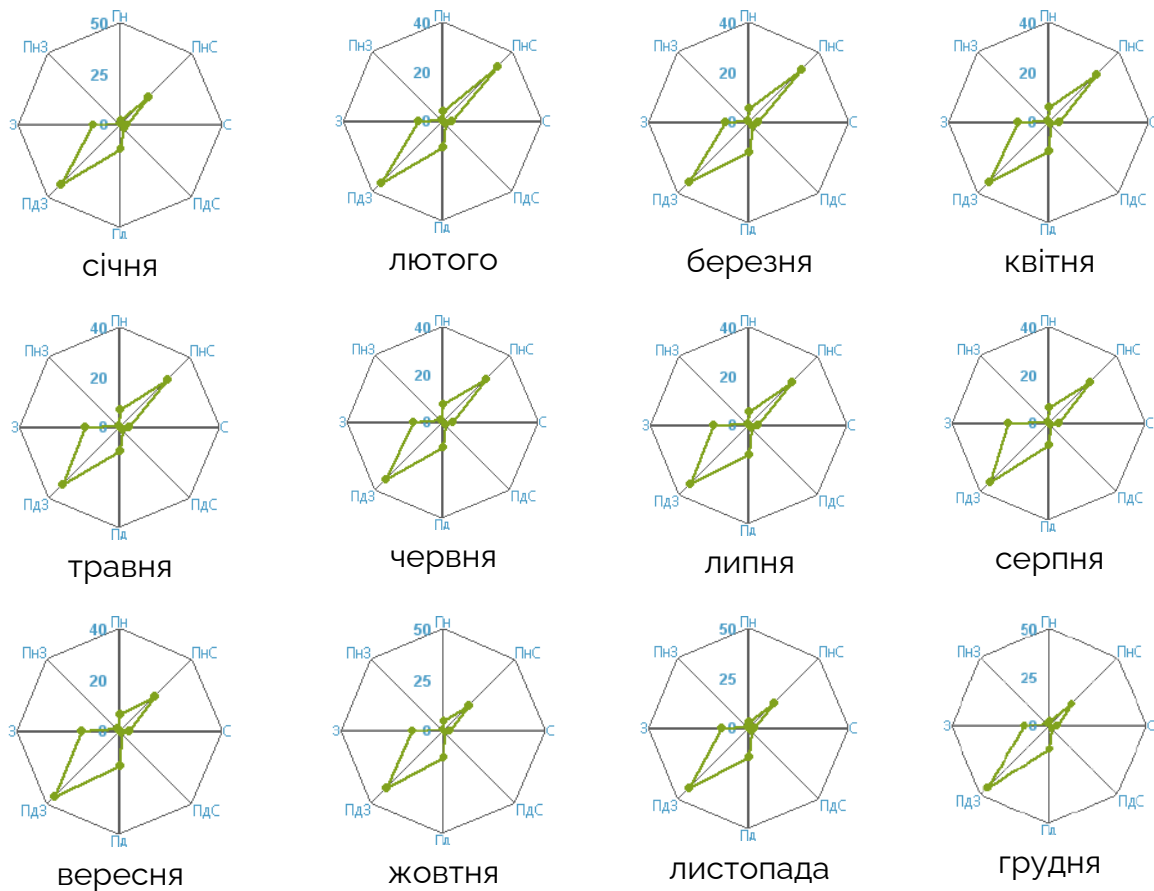 Пн
50
ПнЗ
ПнС
25
З
0
С
ПдЗ
ПдС
Пд
січня
Пн
40
ПнЗ
ПнС
20
З
0
С
ПдЗ
ПдС
Пд
лютого
Пн
40
ПнЗ
ПнС
20
З
0
С
ПдЗ
ПдС
Пд
березня
Пн
40
ПнЗ
ПнС
20
З
0
С
ПдЗ
ПдС
Пд
квітня
Пн
40
ПнЗ
ПнС
20
З
0
С
ПдЗ
ПдС
Пд
травня
Пн
40
ПнЗ
ПнС
20
З
0
С
ПдЗ
ПдС
Пд
червня
Пн
40
ПнЗ
ПнС
20
З
0
С
ПдЗ
ПдС
Пд
липня
Пн
40
ПнЗ
ПнС
20
З
0
С
ПдЗ
ПдС
Пд
серпня
Пн
40
ПнЗ
ПнС
20
З
0
С
ПдЗ
ПдС
Пд
вересня
Пн
50
ПнЗ
ПнС
25
З
0
С
ПдЗ
ПдС
Пд
жовтня
Пн
50
ПнЗ
ПнС
25
З
0
С
ПдЗ
ПдС
Пд
листопада
Пн
50
ПнЗ
ПнС
25
З
0
С
ПдЗ
ПдС
Пд
грудня